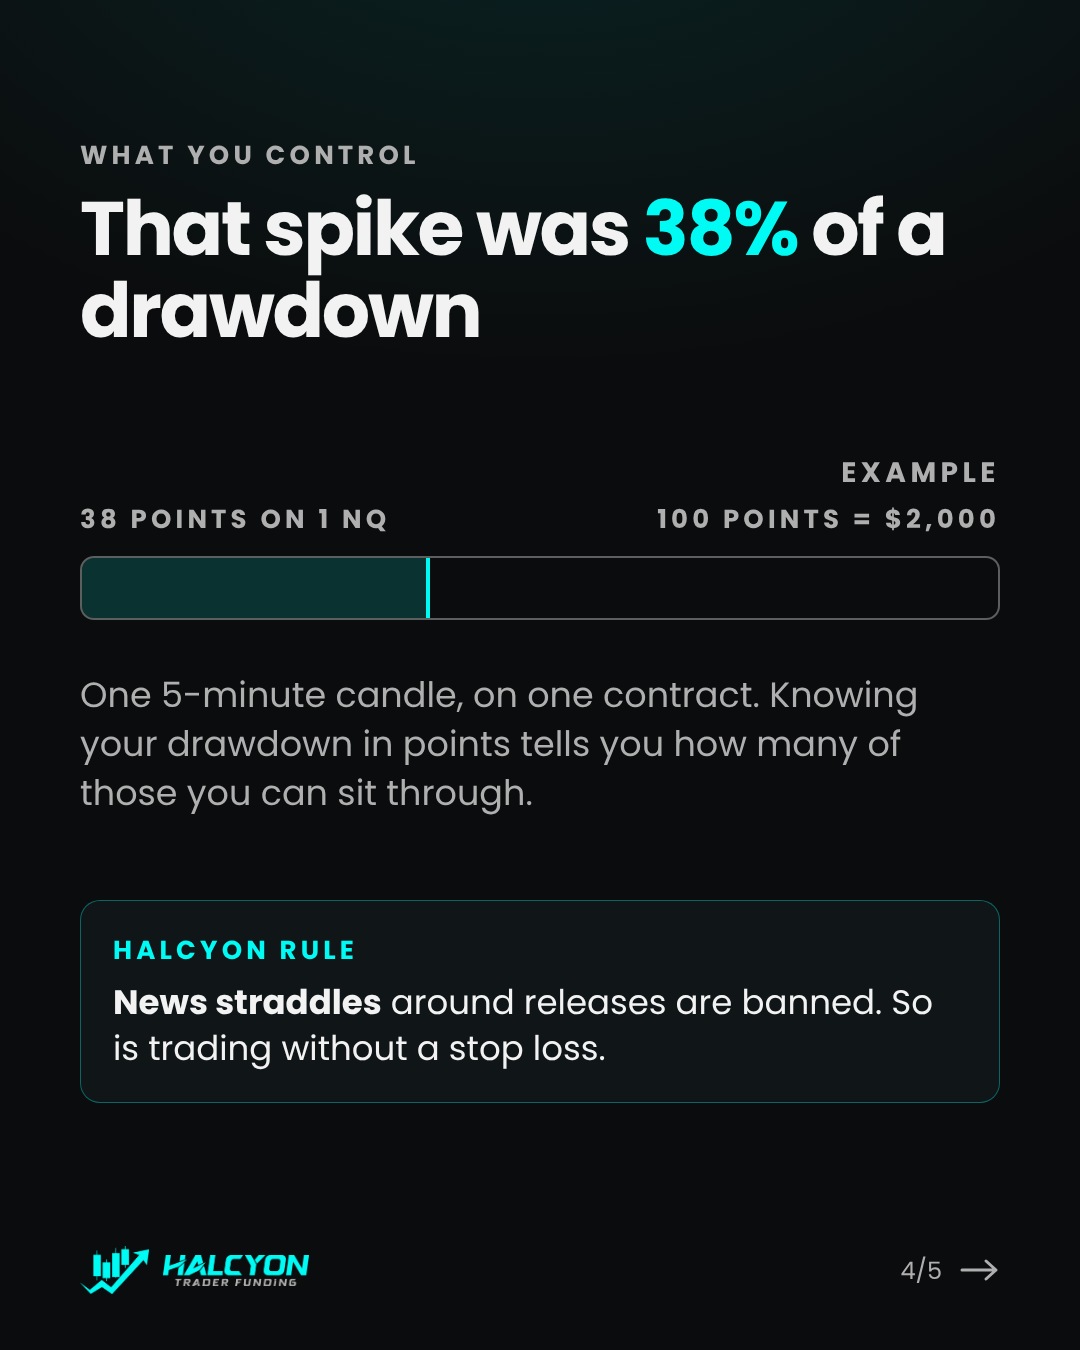 WHAT YOU CONTROL
That spike was 38% of a
drawdown
EXAMPLE
38 POINTS ON 1 NQ
100 POINTS = $2,000
One 5-minute candle, on one contract. Knowing
your drawdown in points tells you how many of
those you can sit through.
HALCYON RULE
News straddles around releases are banned. So
is trading without a stop loss.
HALCYON
TRADER FUNDING
4/5